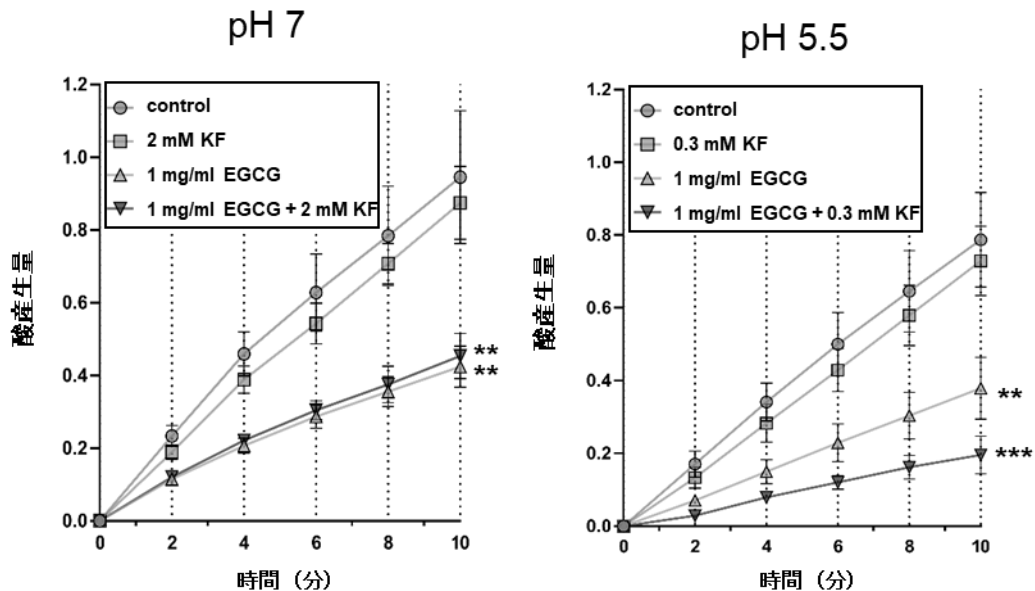 pH 7
control
2 mM KF
1 mg/ml EGCG
1 mg/ml EGCG + 2 mM KF
1.2
1.0
0.8
0.6
0.4
0.2
0.0
酸産生量
**
**
0 2 4 6 8 10
時間（分）
pH 5.5
control
0.3 mM KF
1 mg/ml EGCG
1 mg/ml EGCG + 0.3 mM KF
1.2
1.0
0.8
0.6
0.4
0.2
0.0
酸産生量
**
***
0 2 4 6 8 10
時間（分）